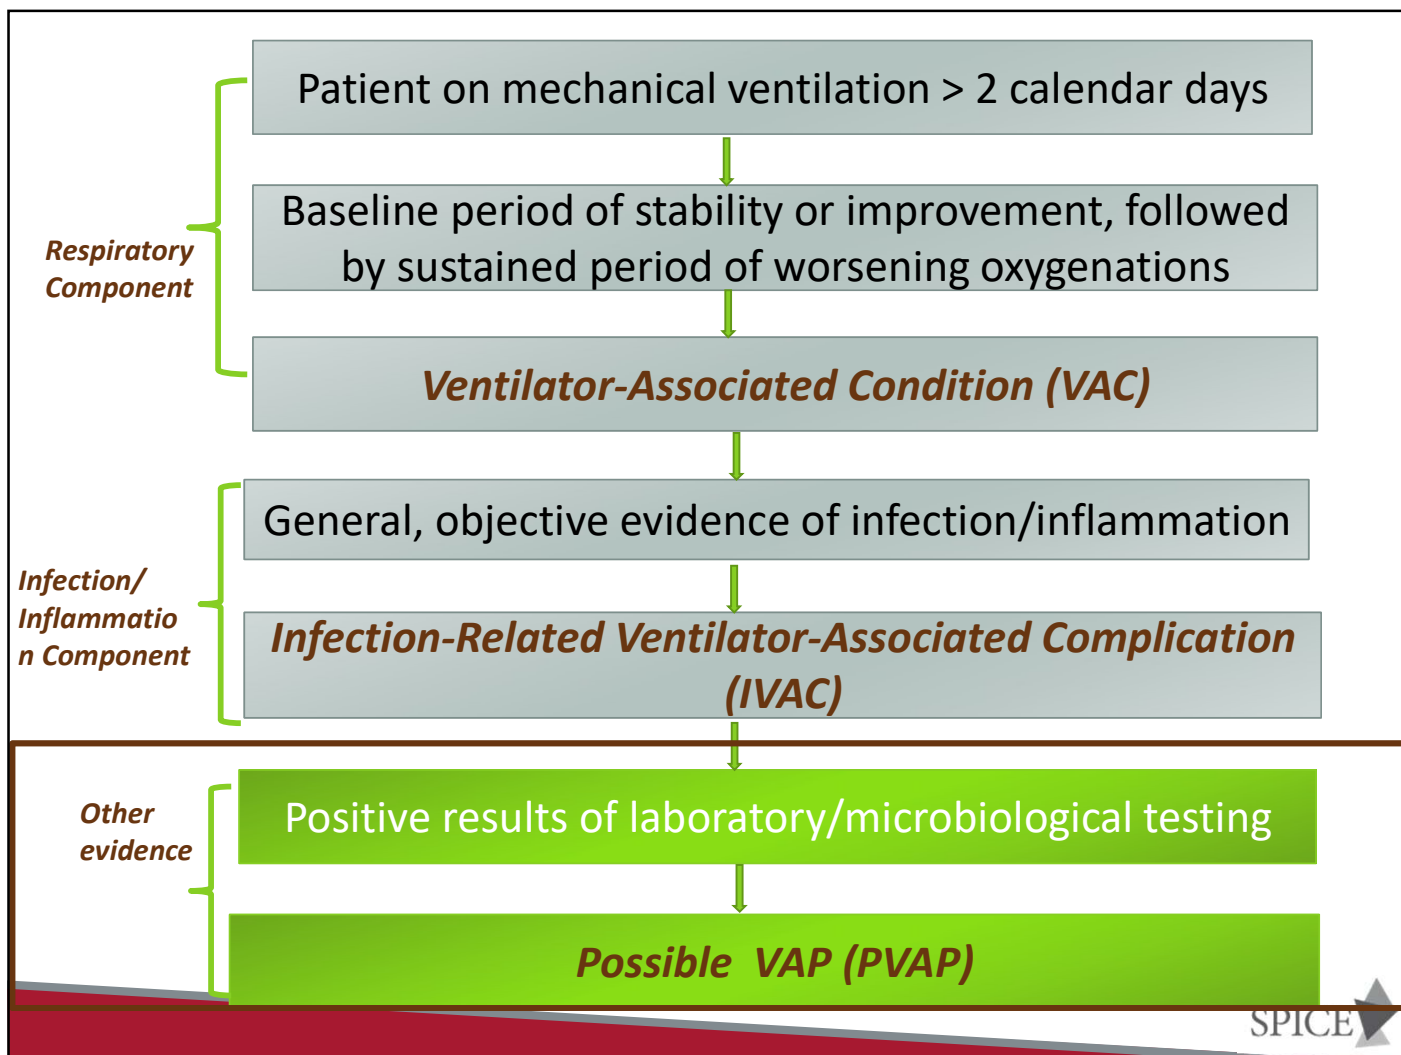 Patient on mechanical ventilation > 2 calendar days
Baseline period of stability or improvement, followed
by sustained period of worsening oxygenations
Respiratory
Component
Ventilator-Associated Condition (VAC)
General, objective evidence of infection/inflammation
Infection/
Inflammatio
n Component
Infection-Related Ventilator-Associated Complication
(IVAC)
Other
evidence
Positive results of laboratory/microbiological testing
Possible  VAP (PVAP)
SPICE